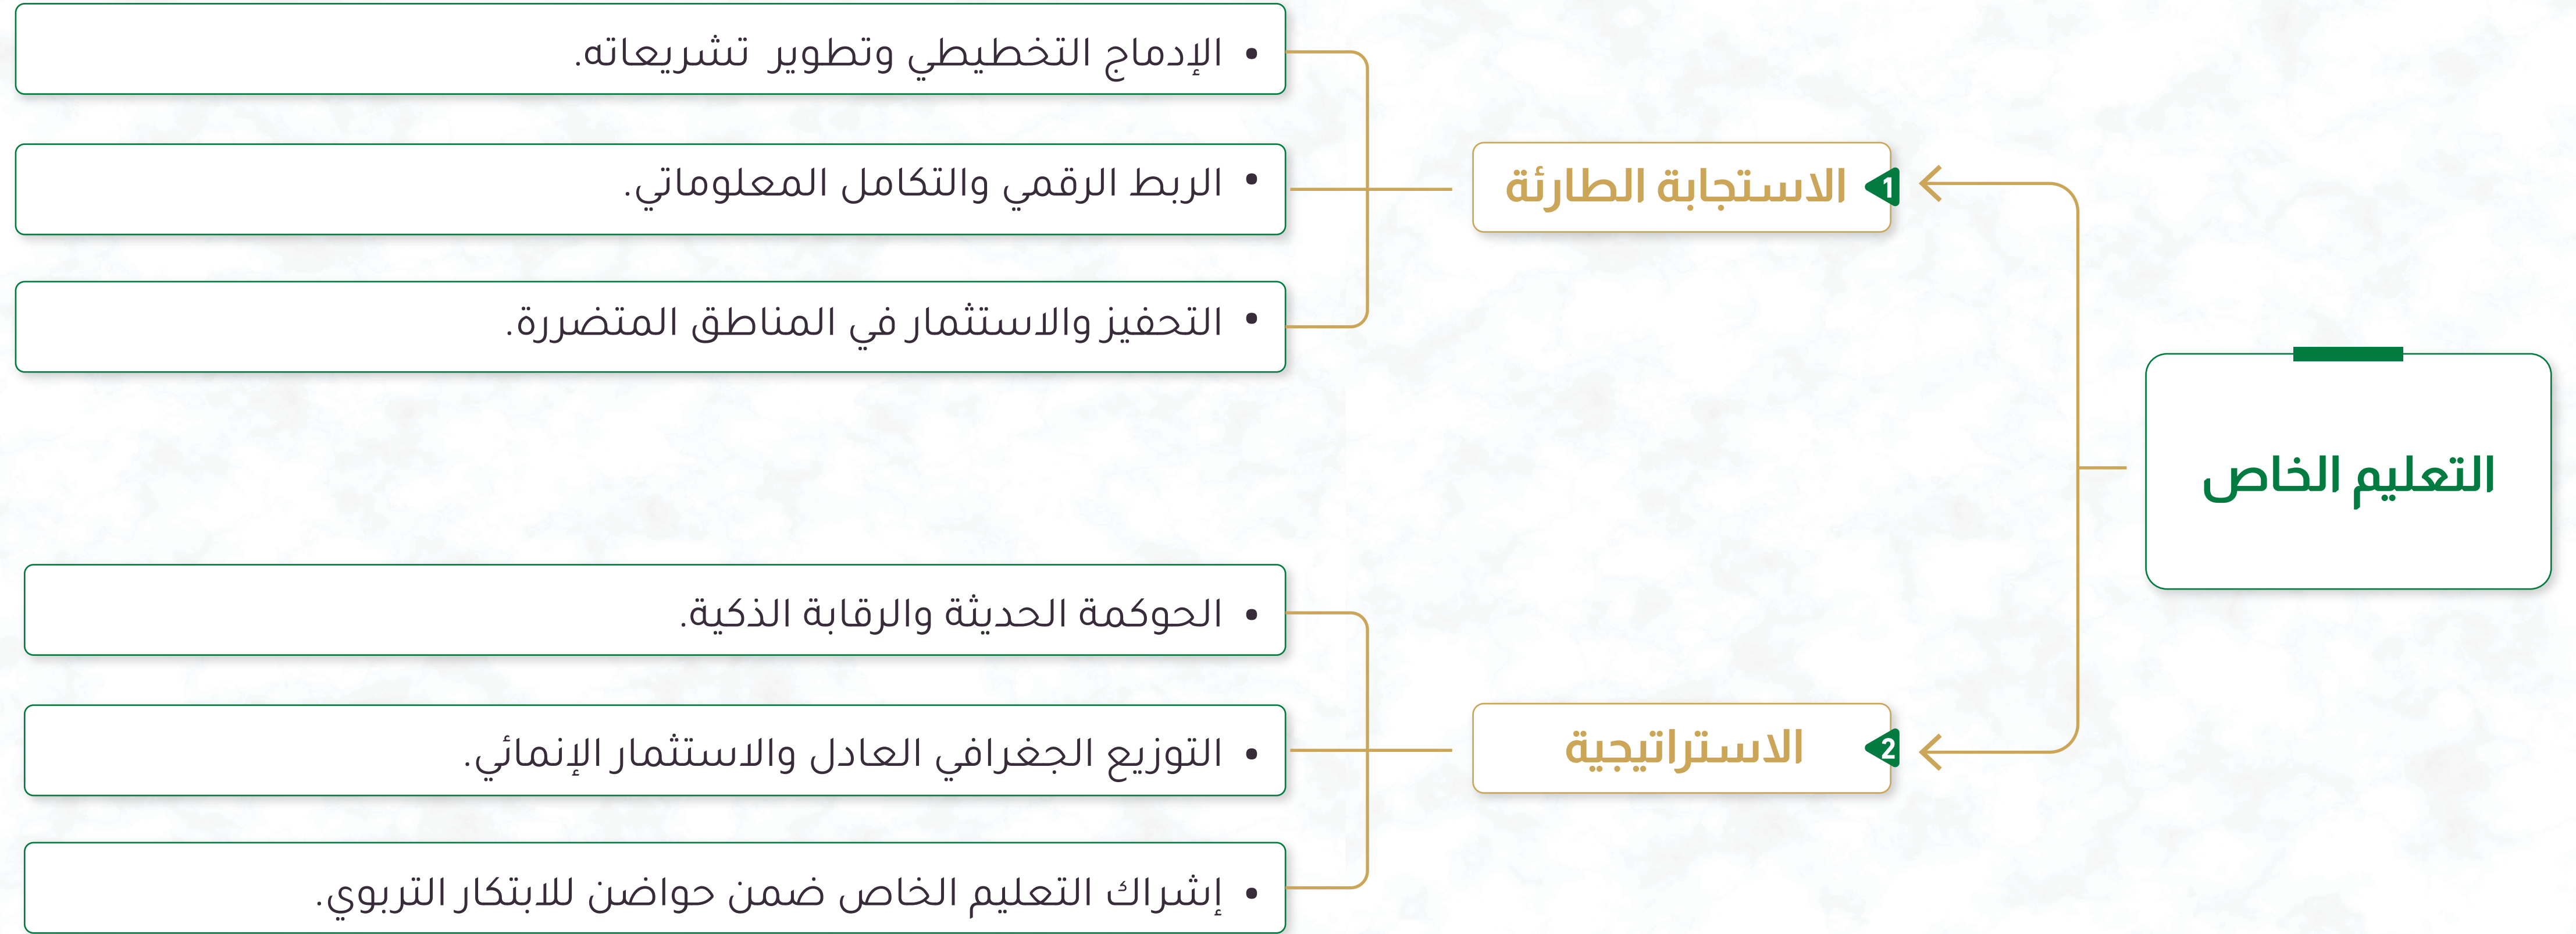 التعليم الخاص
1
الاستجابة الطارئة
• الإدماج التخطيطي وتطوير تشريعاته.
• الربط الرقمي والتكامل المعلوماتي.
• التحفيز والاستثمار في المناطق المتضررة.
2
الاستراتيجية
• الحوكمة الحديثة والرقابة الذكية.
• التوزيع الجغرافي العادل والاستثمار الإنمائي.
• إشراك التعليم الخاص ضمن حواضن للابتكار التربوي.